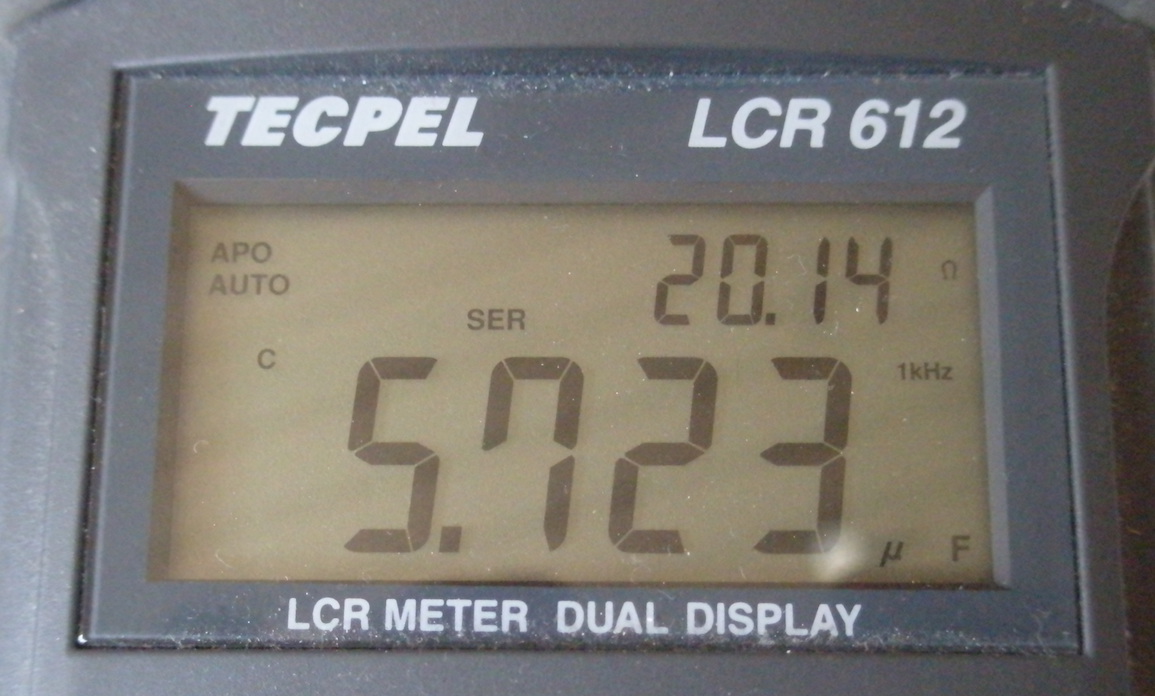 TECPEL LCR 612
APO
AUTO
20.14 Ω
SER
C
1kHz
5.723 μ F
LCR METER DUAL DISPLAY